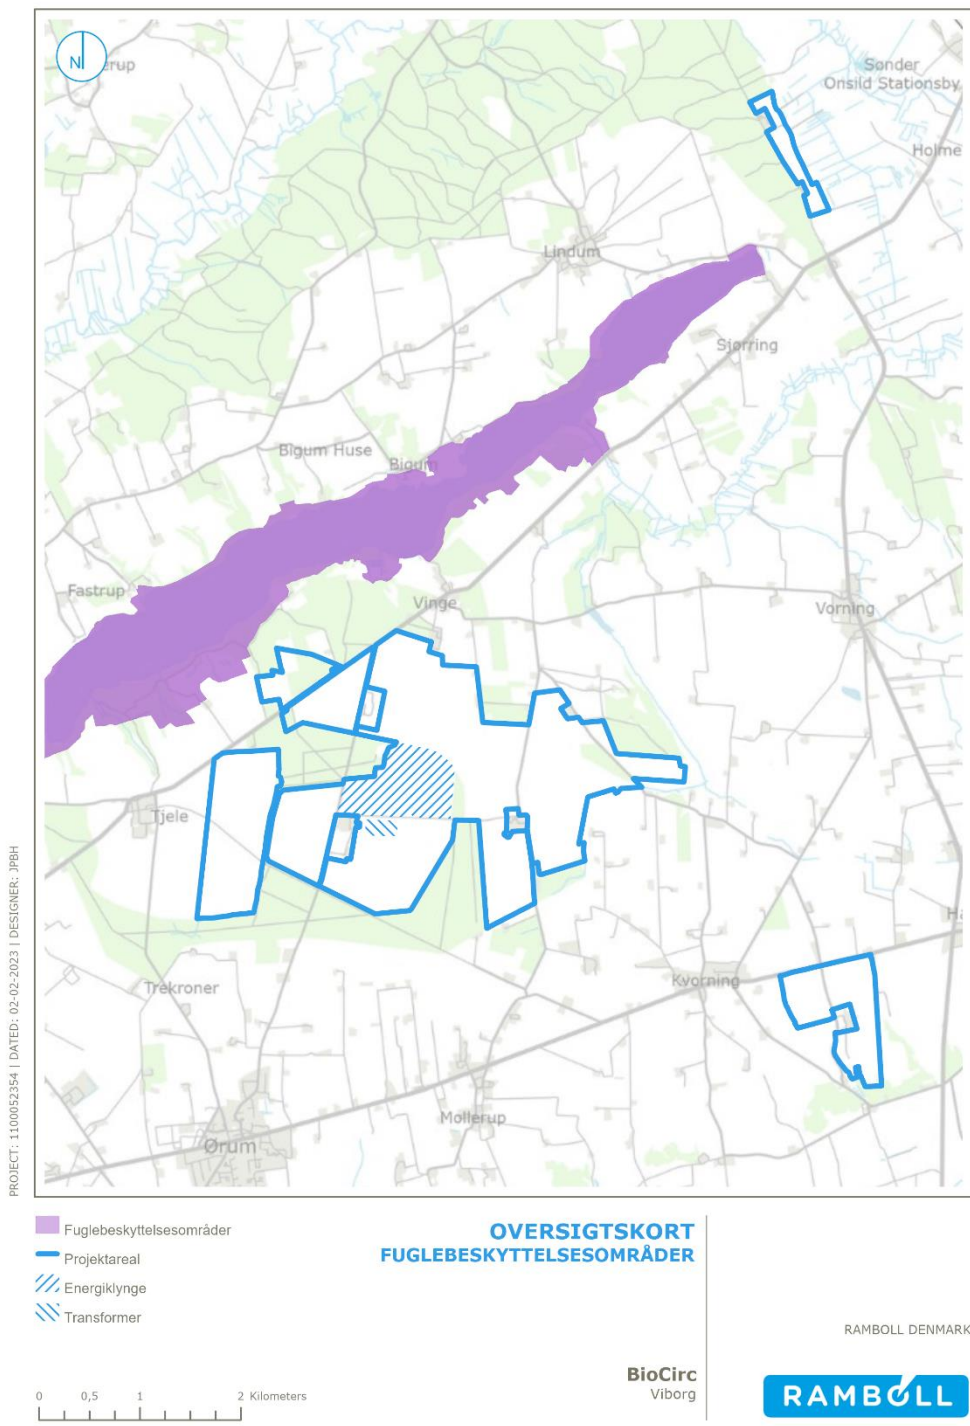 N
erup
Sønder
Onsild Stationsby
Holme
Lindum
Sjørring
Bigum Huse
Bigum
Fastrup
Vinge
Vorning
Tjele
Ha
Trekroner
Kvorning
Mollerup
Ørum
PROJECT: 1100052354 | DATED: 02-02-2023 | DESIGNER: JPBH
Fuglebeskyttelsesområder
Projektareal
Energiklynge
Transformer
0 0,5 1 2 Kilometers
OVERSIGTSKORT
FUGLEBESKYTTELSESOMRÅDER
BioCirc
Viborg
RAMBOLL DENMARK
RAMBOLL